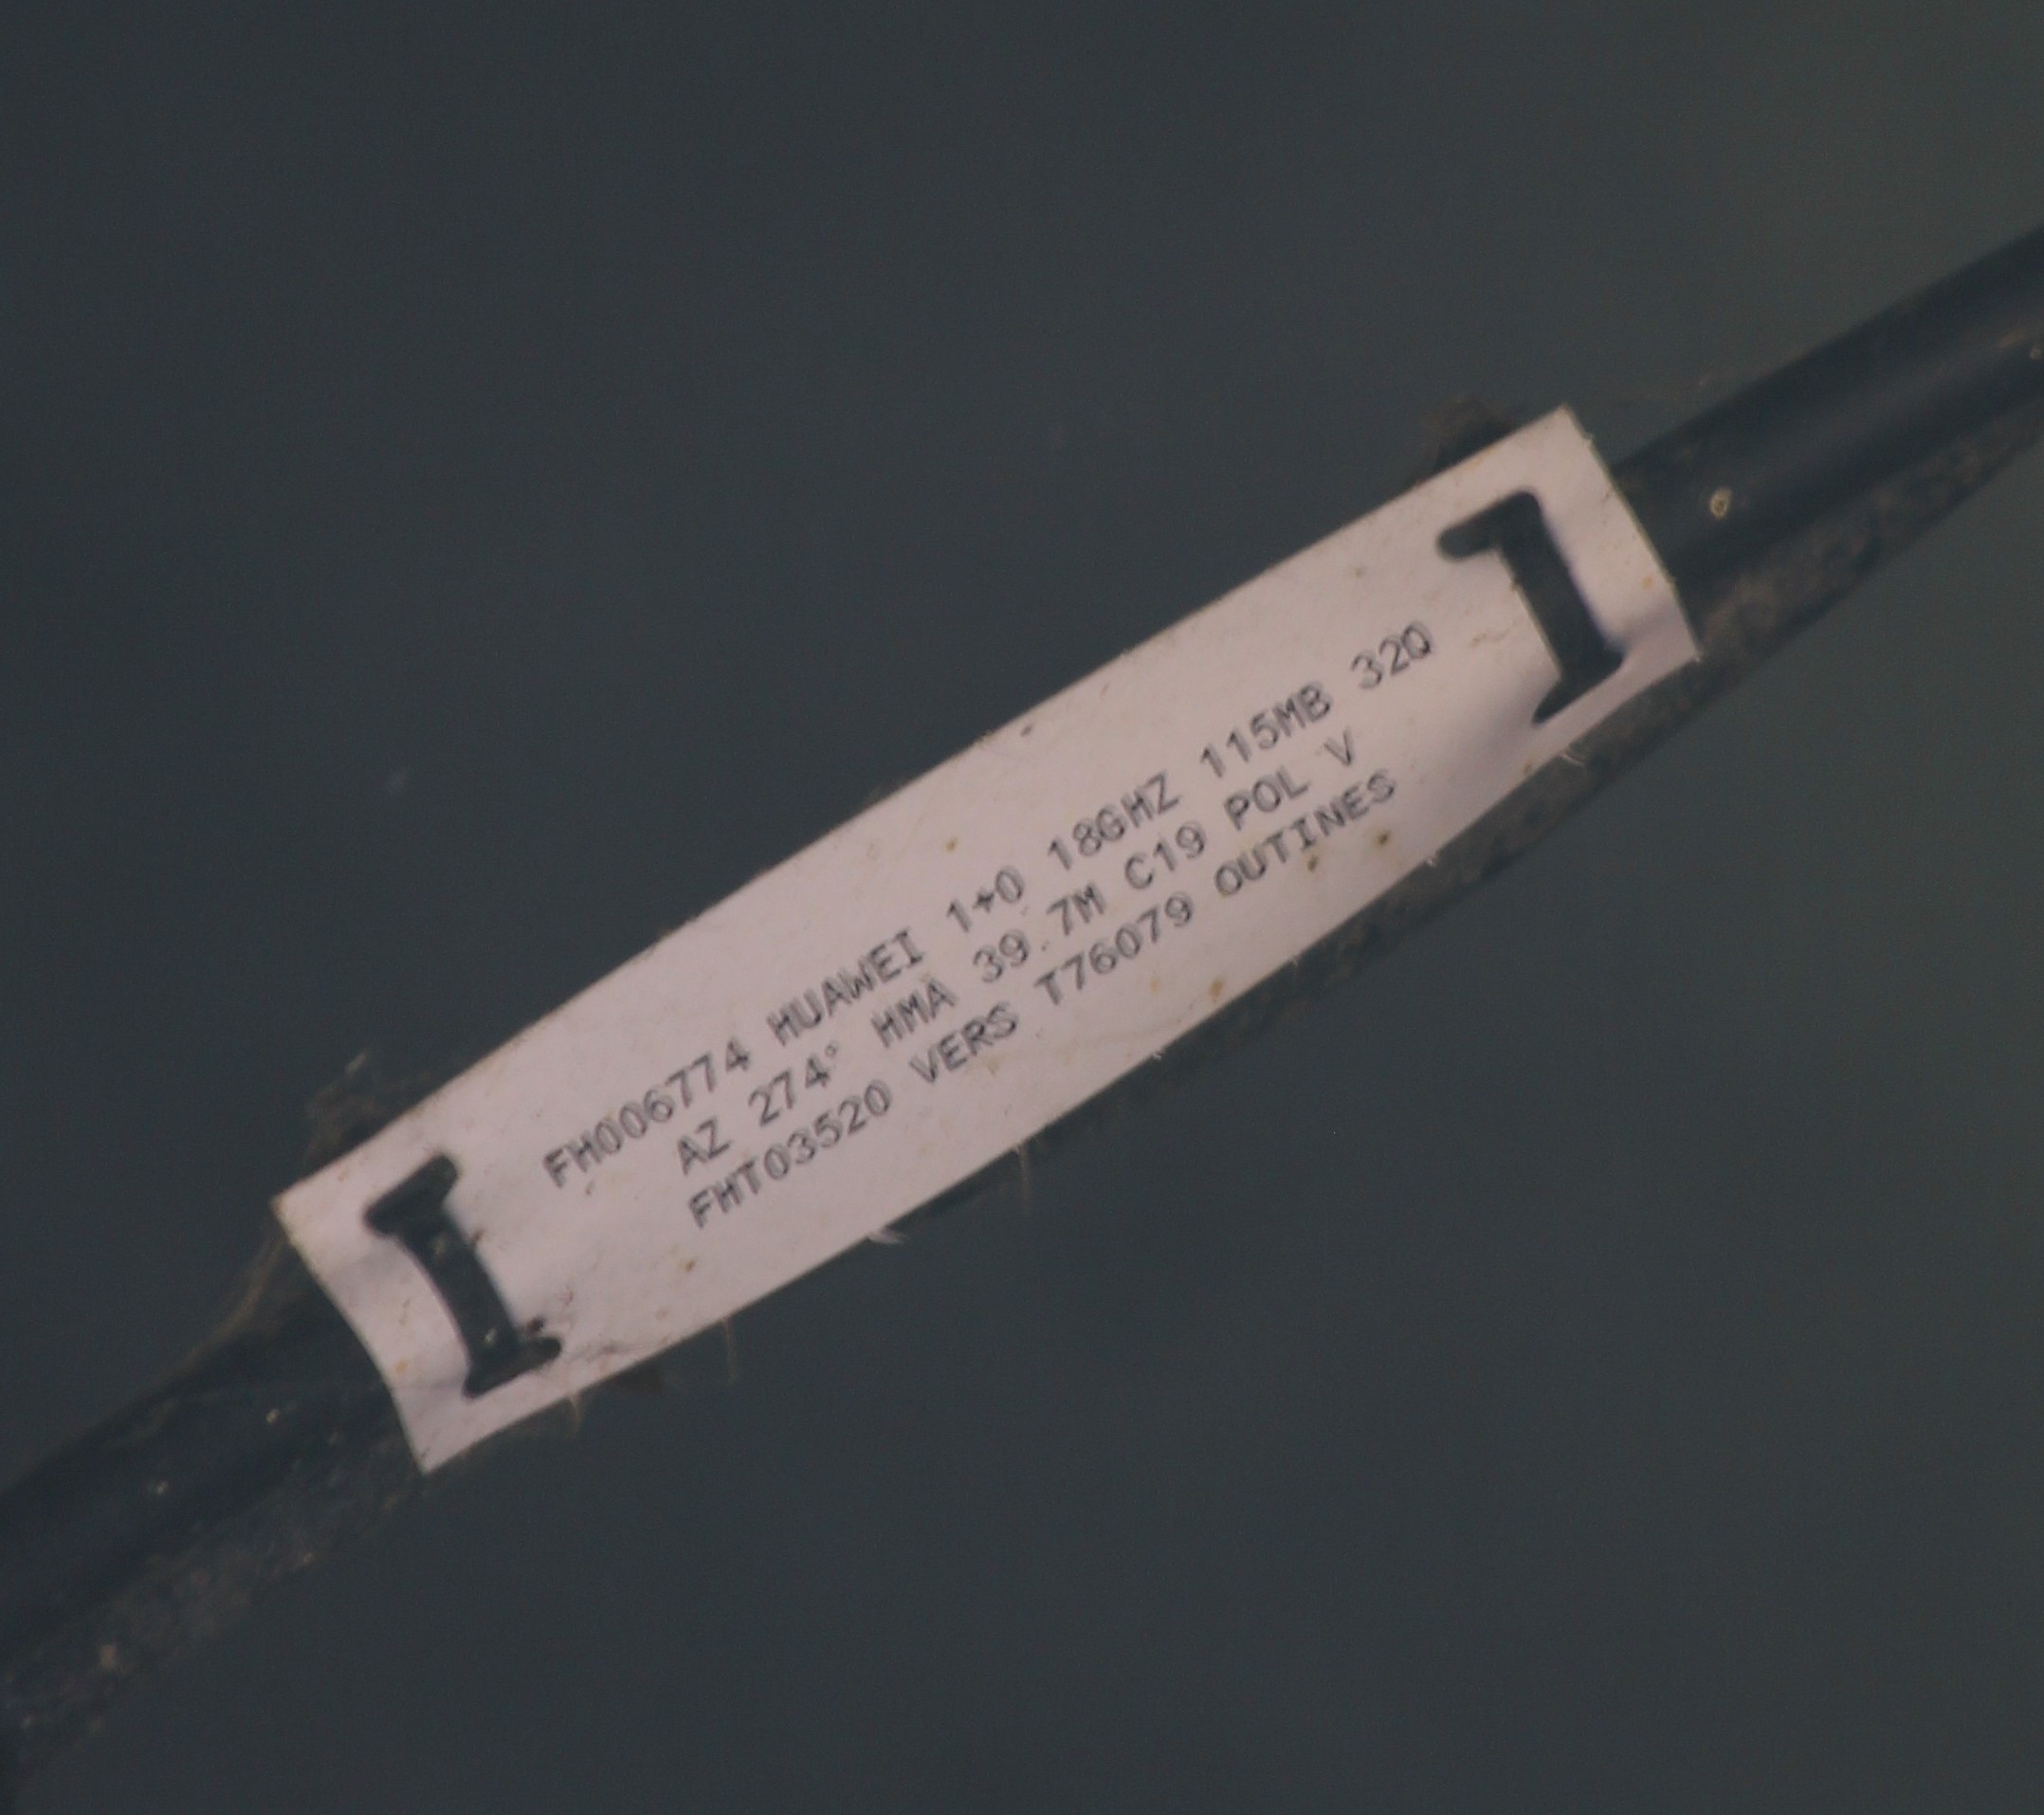 FH006774 HUAWEI 1+0 18GHZ 115MB 32Q
AZ 274° HMA 39.7M C19 POL V
FHT03520 VERS T76079 OUTINES